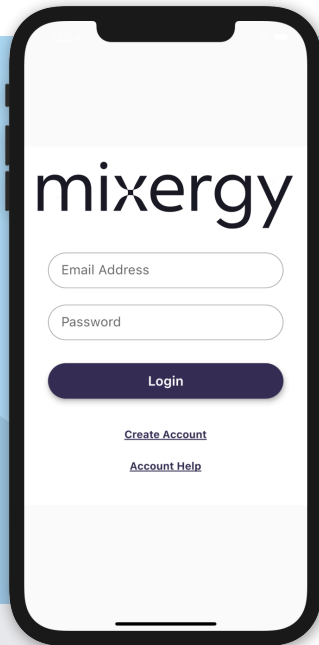 mixergy
Email Address
Password
Login
Create Account
Account Help